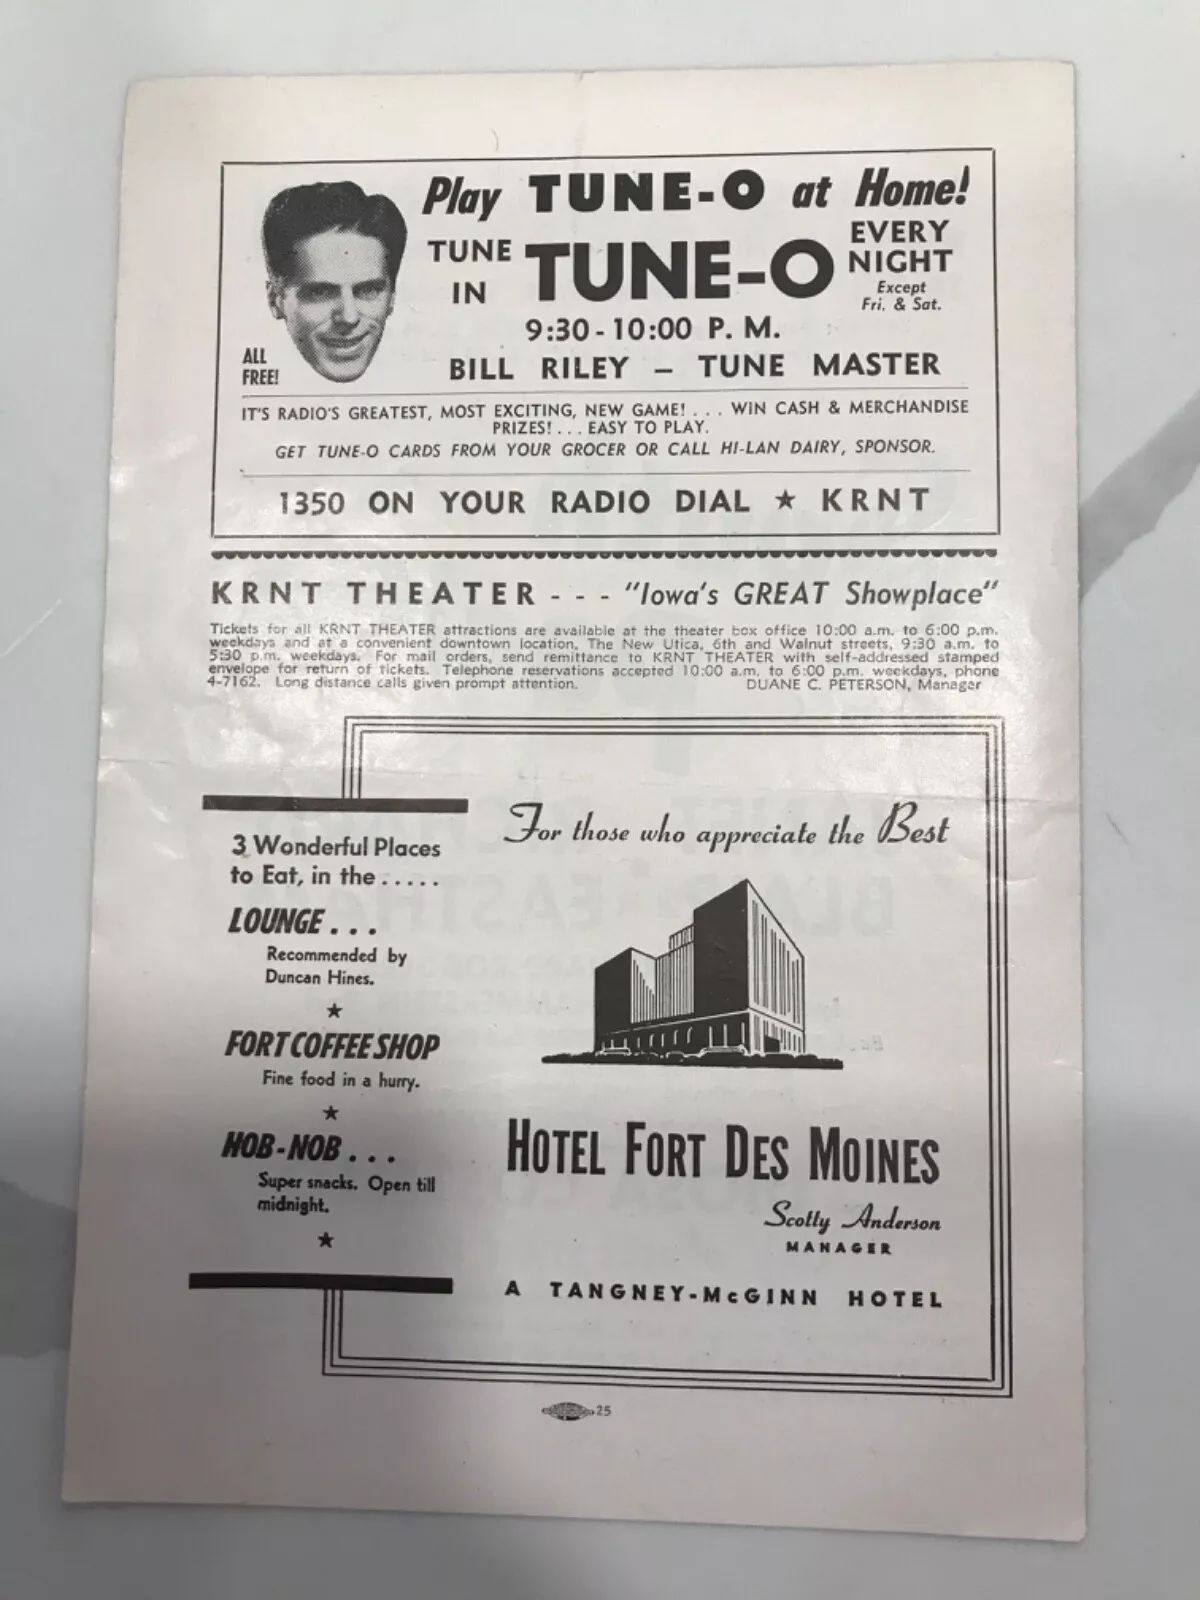 Play TUNE-O at Home!
TUNE IN TUNE-O EVERY NIGHT
Except
Fri. & Sat.
9:30 - 10:00 P. M.
ALL FREE!
BILL RILEY – TUNE MASTER
IT'S RADIO'S GREATEST, MOST EXCITING, NEW GAME! . . . WIN CASH & MERCHANDISE
PRIZES! . . . EASY TO PLAY.
GET TUNE-O CARDS FROM YOUR GROCER OR CALL HI-LAN DAIRY, SPONSOR.
1350 ON YOUR RADIO DIAL ★ KRNT
KRNT THEATER - - - "Iowa's GREAT Showplace"
Tickets for all KRNT THEATER attractions are available at the theater box office 10:00 a.m. to 6:00 p.m.
weekdays and at a convenient downtown location, The New Utica, 6th and Walnut streets, 9:30 a.m. to
5:30 p.m. weekdays. For mail orders, send remittance to KRNT THEATER with self-addressed stamped
envelope for return of tickets. Telephone reservations accepted 10:00 a.m. to 6:00 p.m. weekdays, phone
4-7162. Long distance calls given prompt attention. DUANE C. PETERSON, Manager
3 Wonderful Places
to Eat, in the . . . . .
LOUNGE . . .
Recommended by
Duncan Hines.
★
FORT COFFEE SHOP
Fine food in a hurry.
★
HOB-NOB . . .
Super snacks. Open till
midnight.
★
For those who appreciate the Best
HOTEL FORT DES MOINES
Scotty Anderson
MANAGER
A TANGNEY-McGINN HOTEL
25